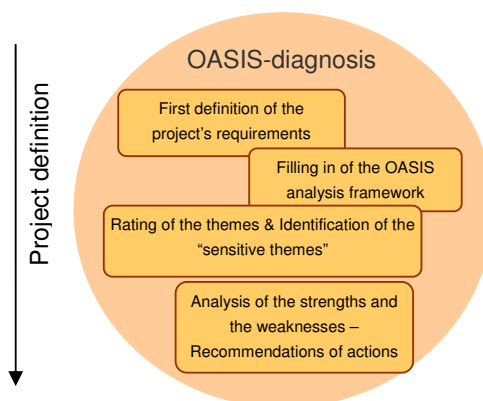 OASIS-diagnosis
Project definition
First definition of the
project's requirements
Filling in of the OASIS
analysis framework
Rating of the themes & Identification of the
“sensitive themes”
Analysis of the strengths and
the weaknesses –
Recommendations of actions